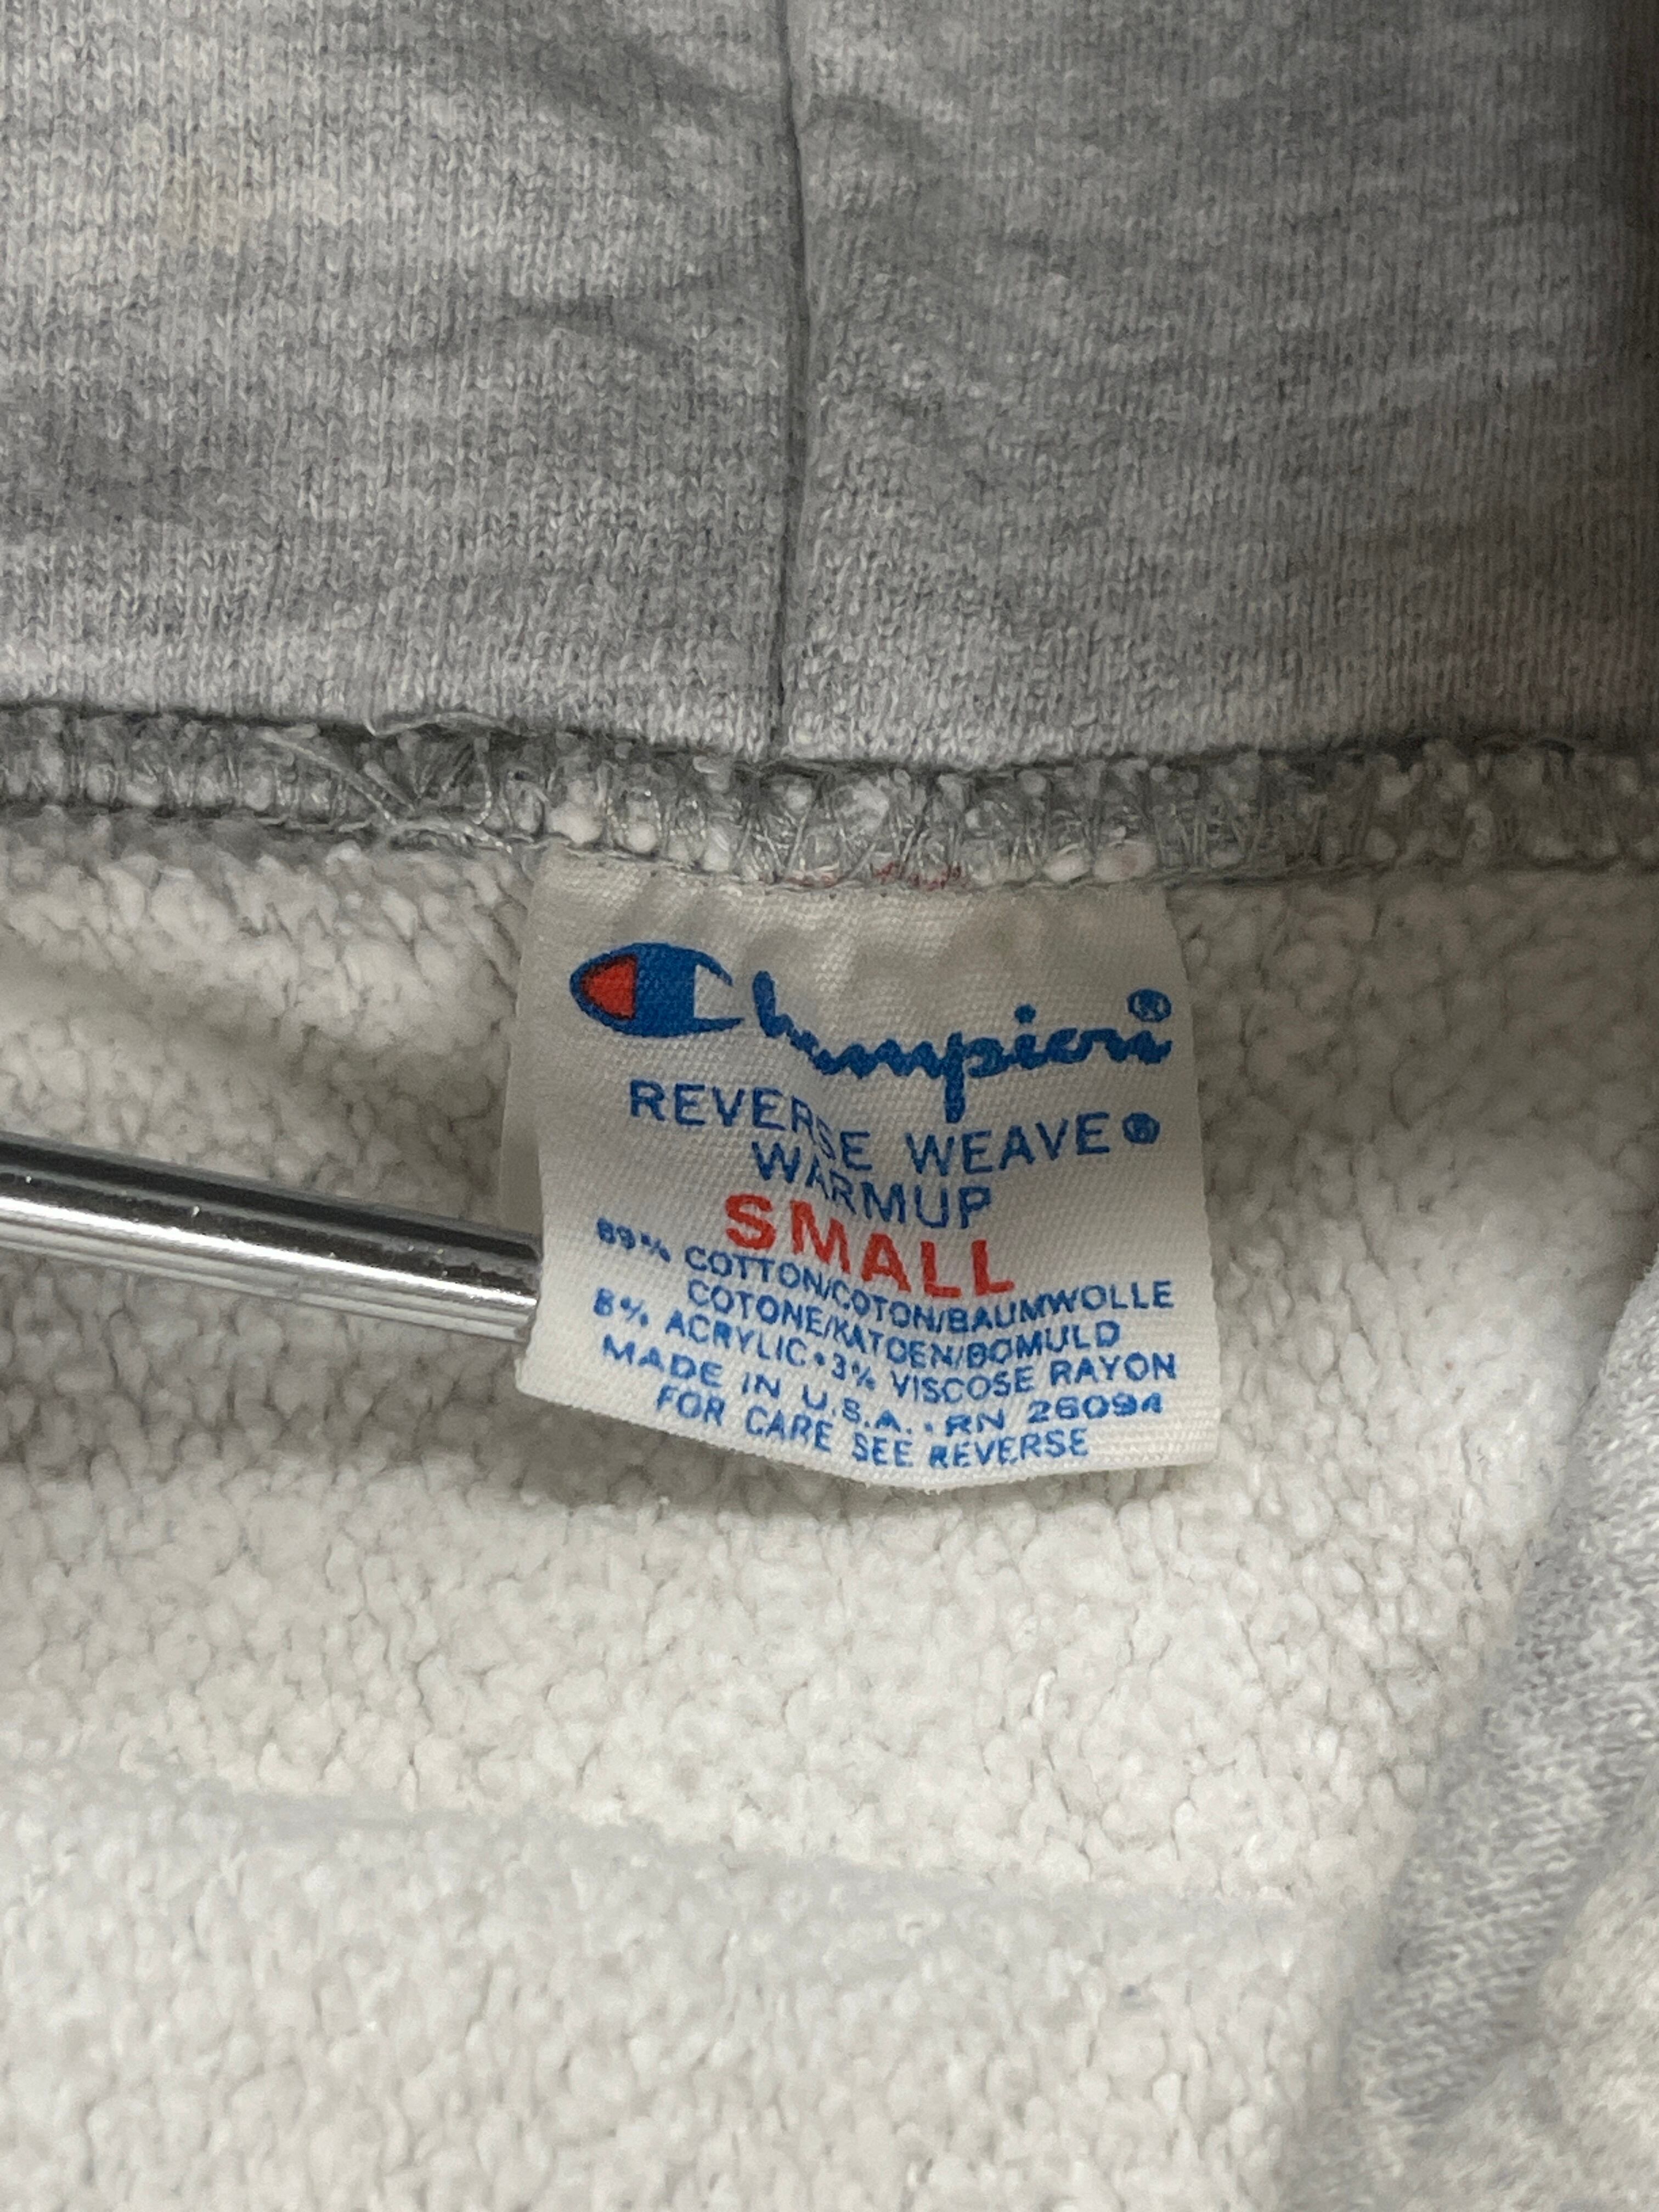 Champion®
REVERSE WEAVE®
WARMUP
SMALL
89% COTTON/COTON/BAUMWOLLE
COTONE/KATOEN/BOMULD
8% ACRYLIC•3% VISCOSE RAYON
MADE IN U.S.A. • RN 26094
FOR CARE SEE REVERSE